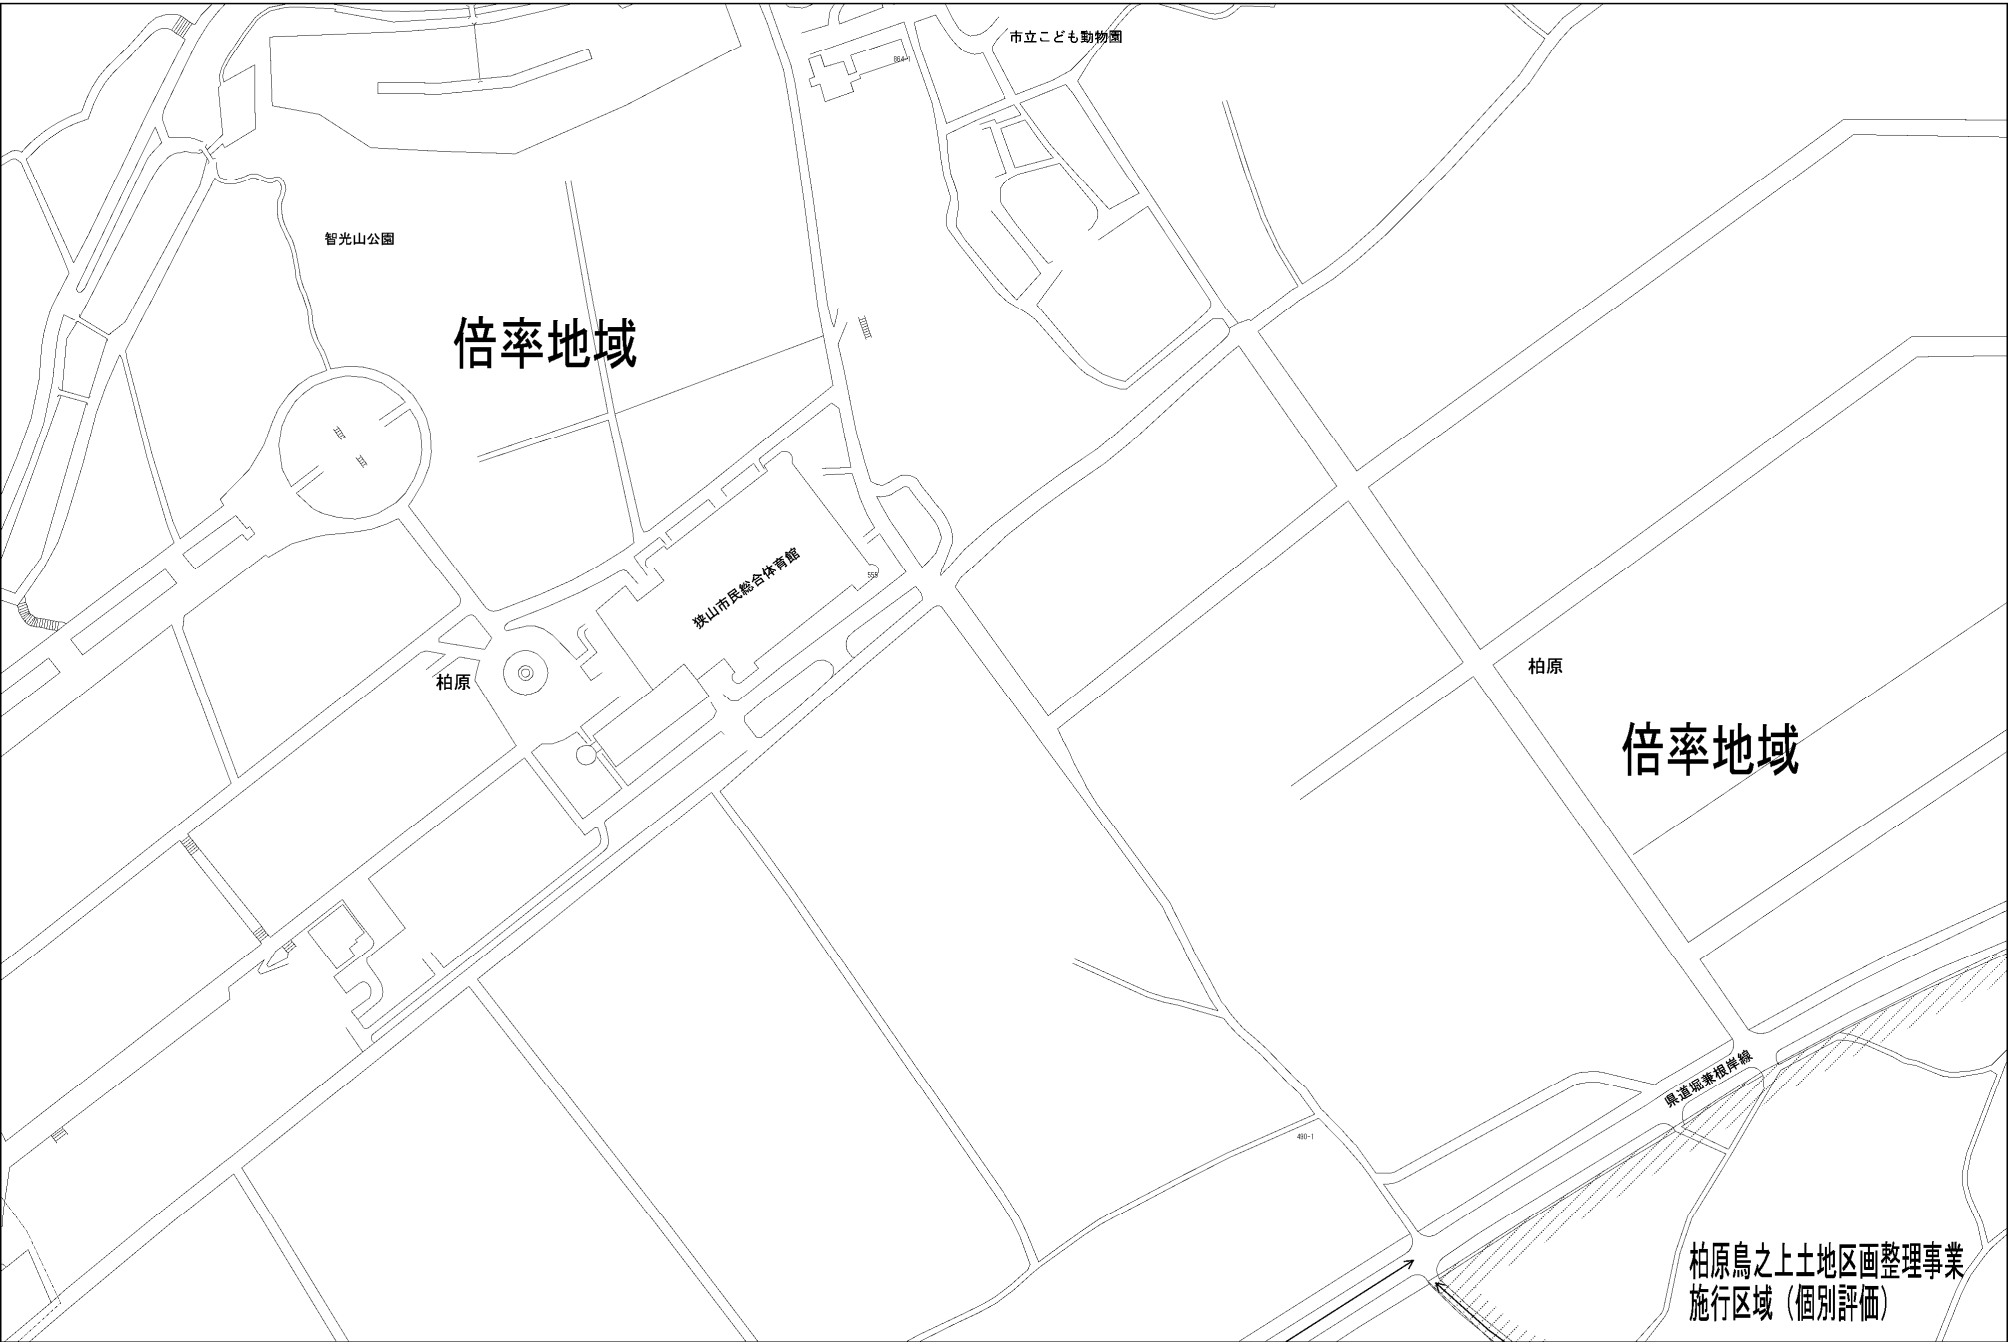 市立こども動物園
864-1
智光山公園
倍率地域
狭山市民総合体育館
555
柏原
柏原
倍率地域
県道堀兼根岸線
490-1
柏原鳥之上土地区画整理事業
施行区域（個別評価）